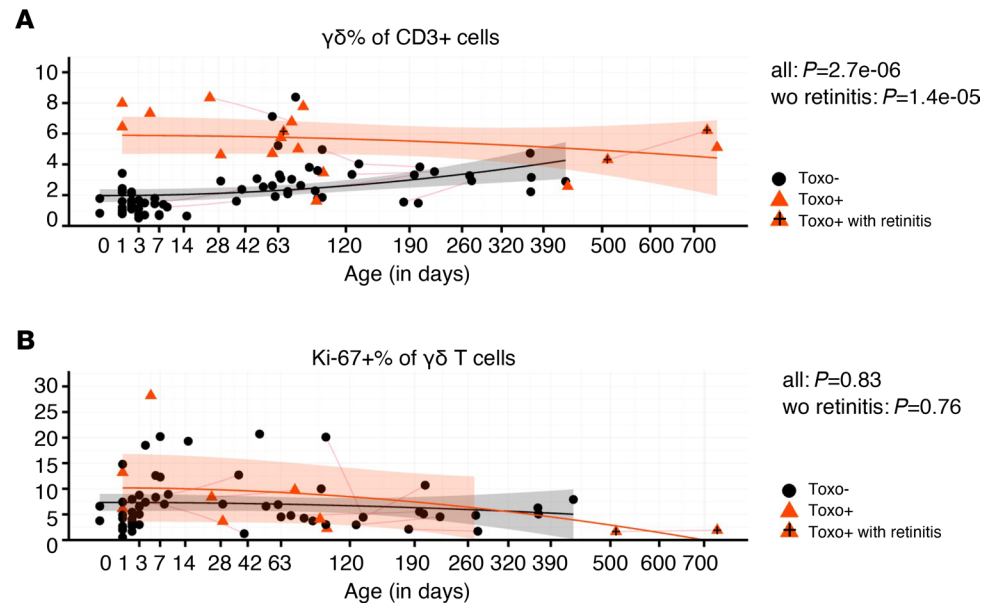 A
γδ% of CD3+ cells
10
8
6
4
2
0
0 1 3 7 14 28 42 63 120 190 260 320 390 500 600 700
Age (in days)
all: P=2.7e-06
wo retinitis: P=1.4e-05
Toxo-
Toxo+
Toxo+ with retinitis
B
Ki-67+% of γδ T cells
30
25
20
15
10
5
0
0 1 3 7 14 28 42 63 120 190 260 320 390 500 600 700
Age (in days)
all: P=0.83
wo retinitis: P=0.76
Toxo-
Toxo+
Toxo+ with retinitis